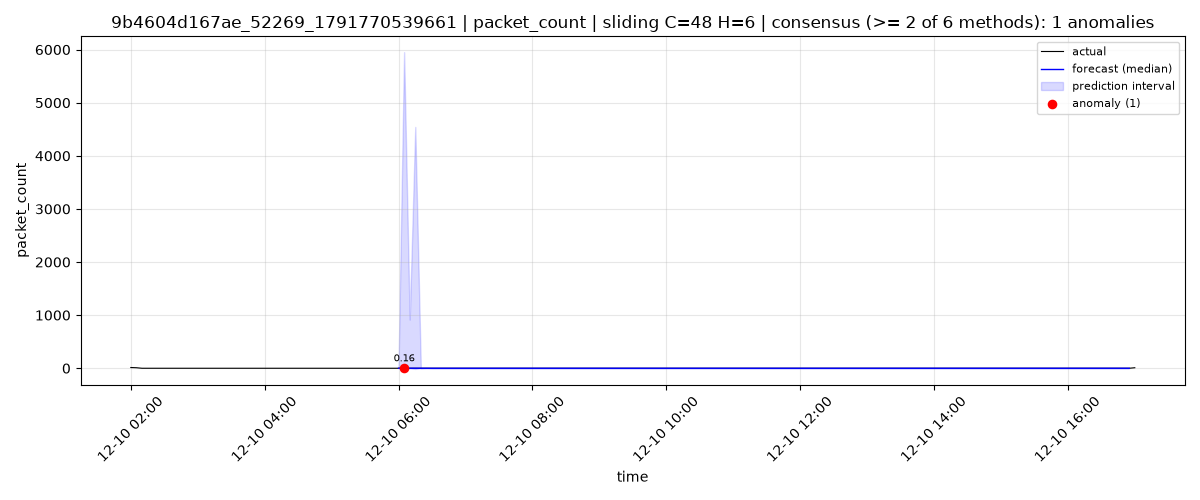 9b4604d167ae_52269_1791770539661 | packet_count | sliding C=48 H=6 | consensus (>= 2 of 6 methods): 1 anomalies
actual
forecast (median)
prediction interval
anomaly (1)
packet_count
6000
5000
4000
3000
2000
1000
0
0.16
12-10 02:00
12-10 04:00
12-10 06:00
12-10 08:00
12-10 10:00
12-10 12:00
12-10 14:00
12-10 16:00
time